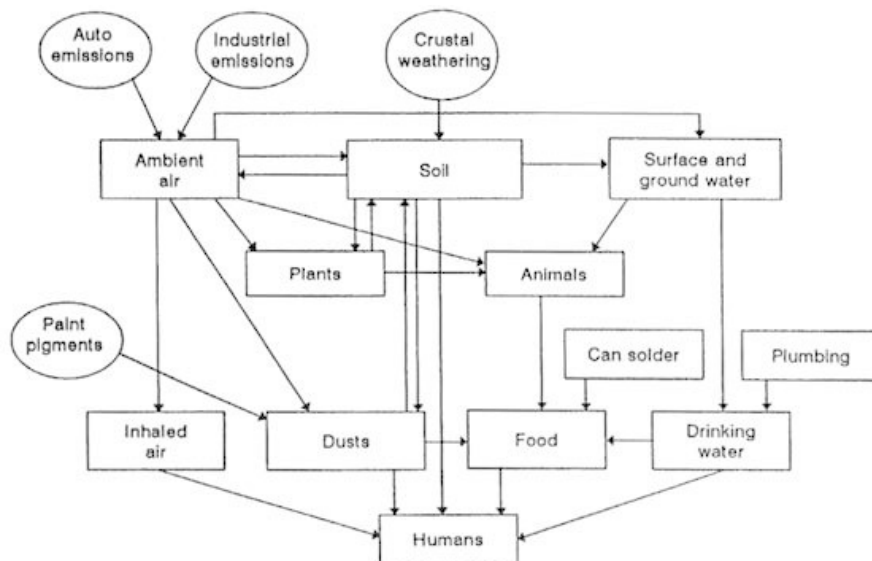 Auto
emissions
Industrial
emissions
Crustal
weathering
Ambient
air
Soil
Surface and
ground water
Plants
Animals
Paint
pigments
Can solder
Plumbing
Inhaled
air
Dusts
Food
Drinking
water
Humans